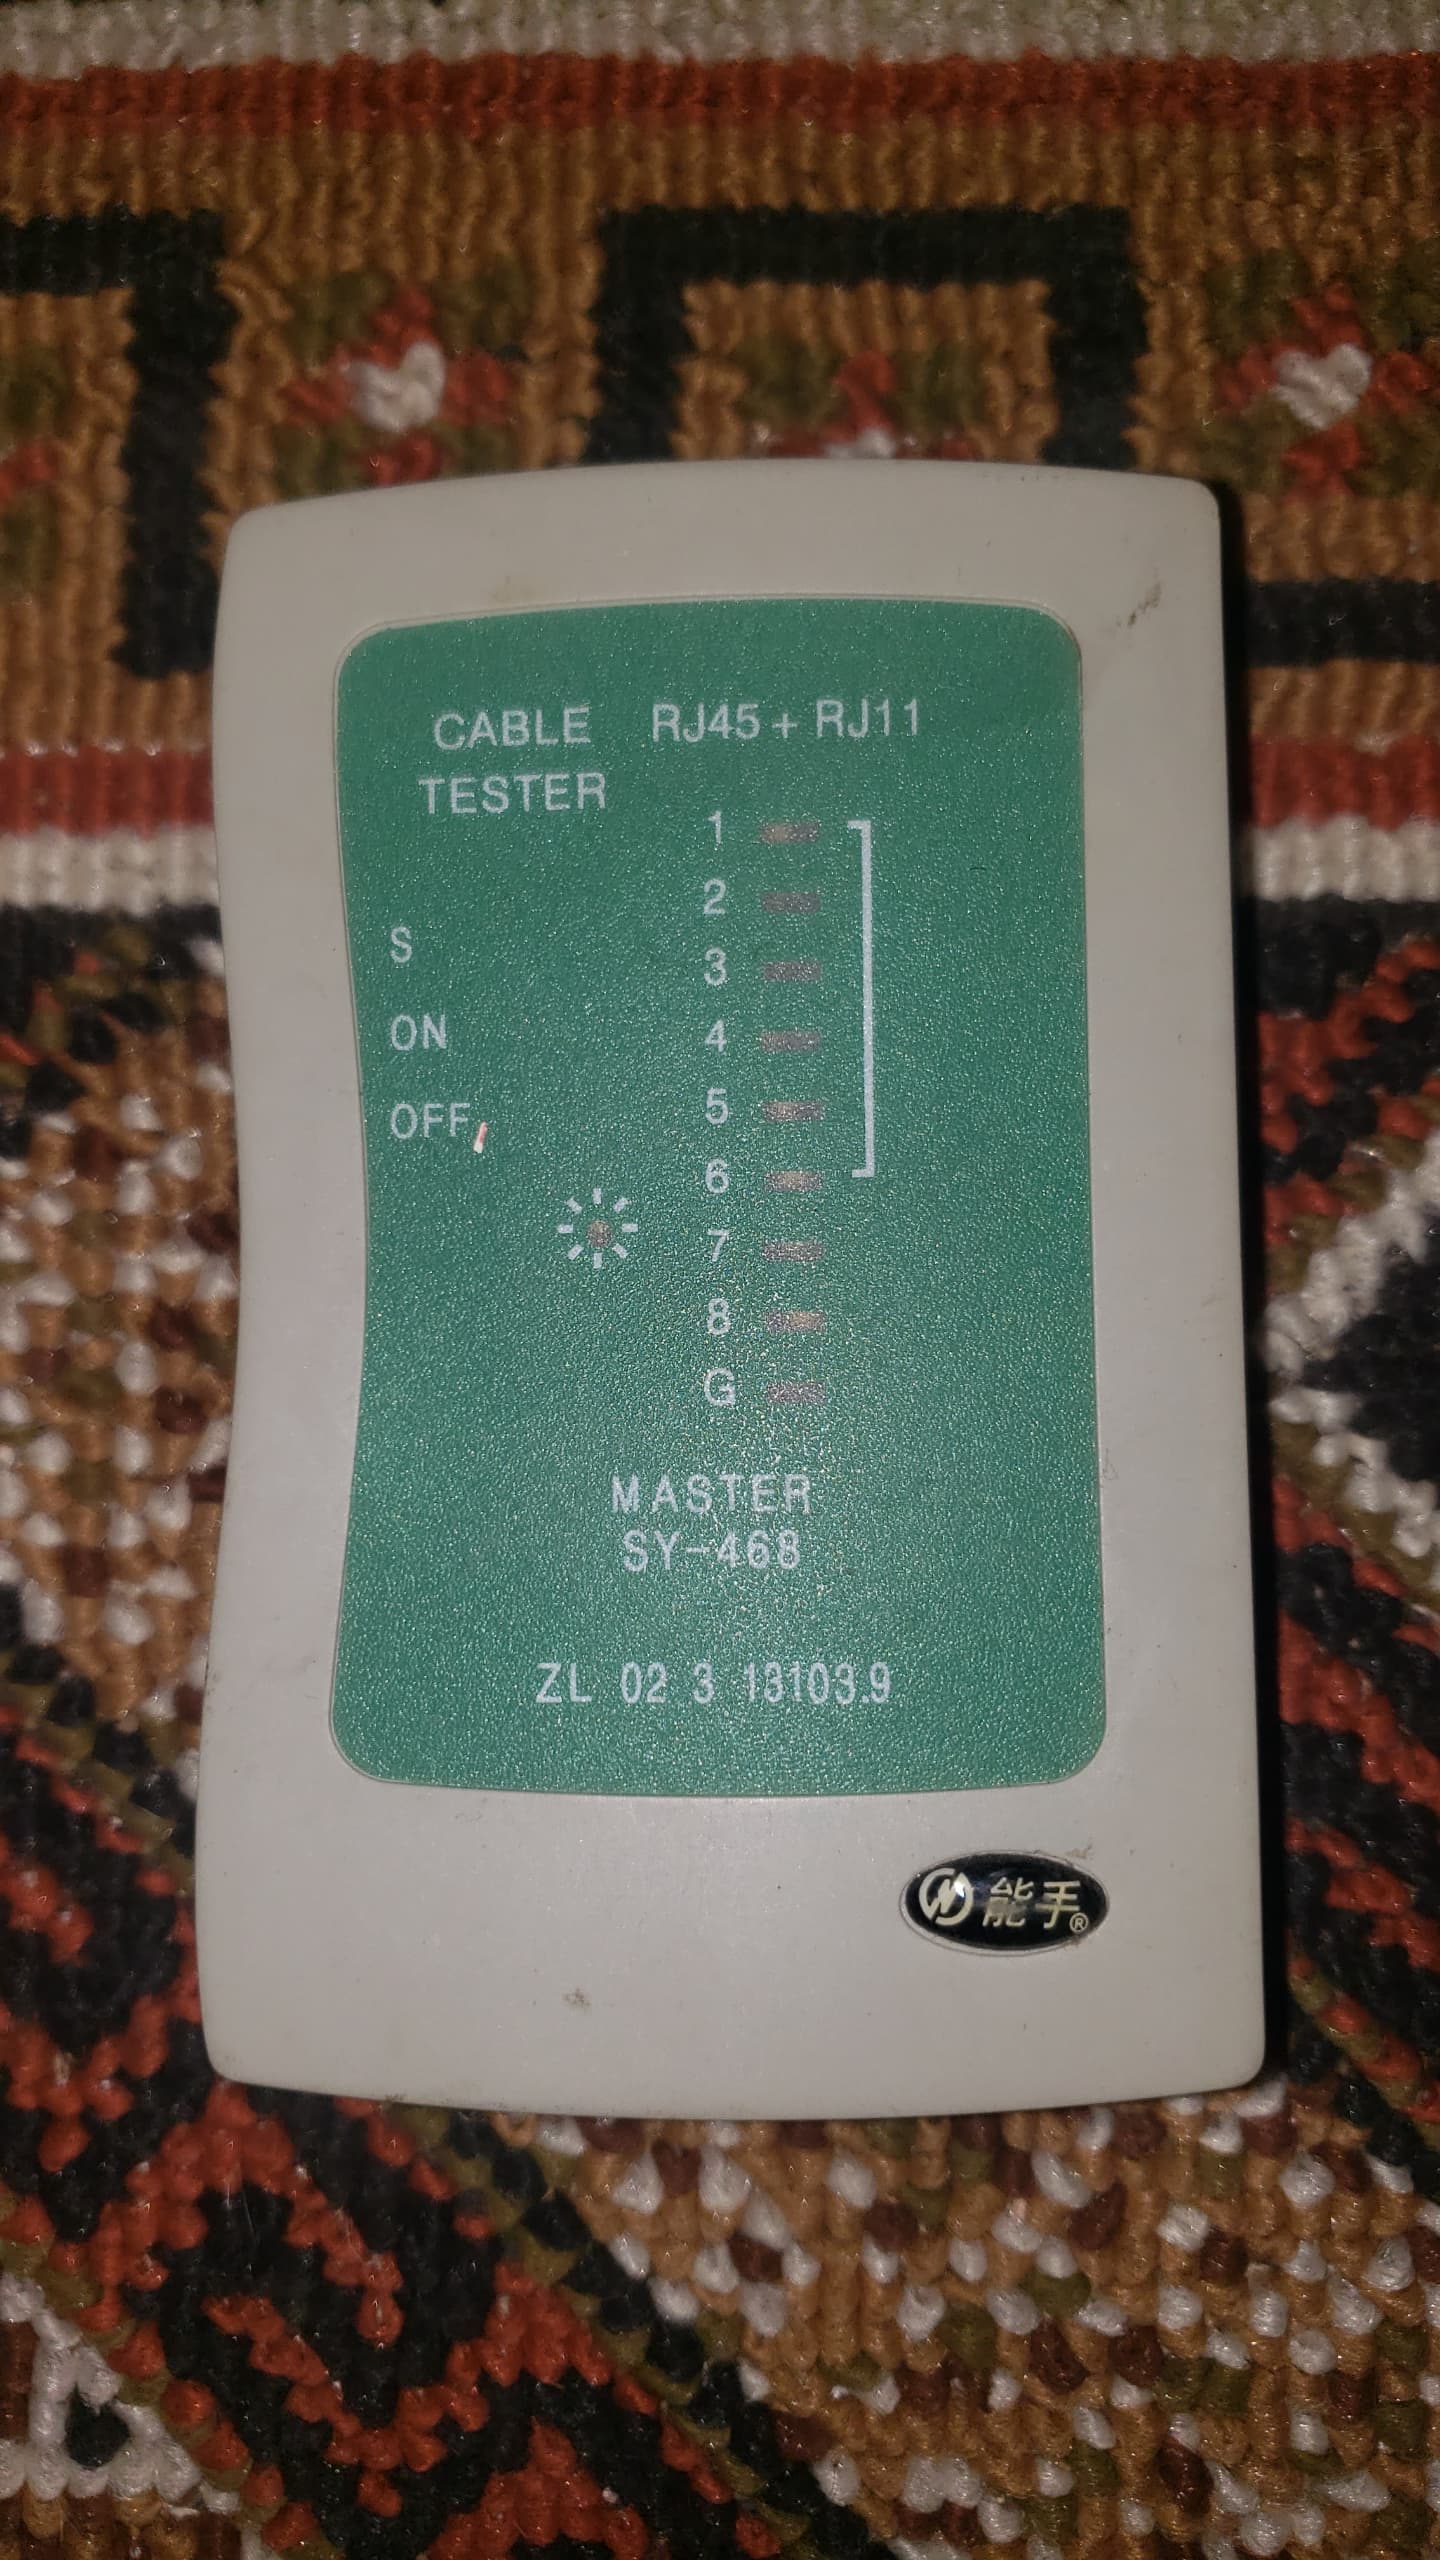 CABLE RJ45 + RJ11
TESTER
1
2
S
3
ON
4
OFF
5
6
7
8
G
MASTER
SY-468
ZL 02 3 13103.9
能手®